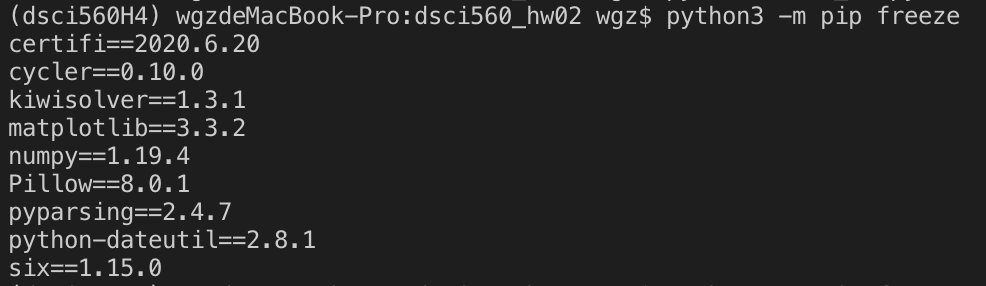 (dsci560H4) wgzdeMacBook-Pro:dsci560_hw02 wgz$ python3 -m pip freeze
certifi==2020.6.20
cycler==0.10.0
kiwisolver==1.3.1
matplotlib==3.3.2
numpy==1.19.4
Pillow==8.0.1
pyparsing==2.4.7
python-dateutil==2.8.1
six==1.15.0